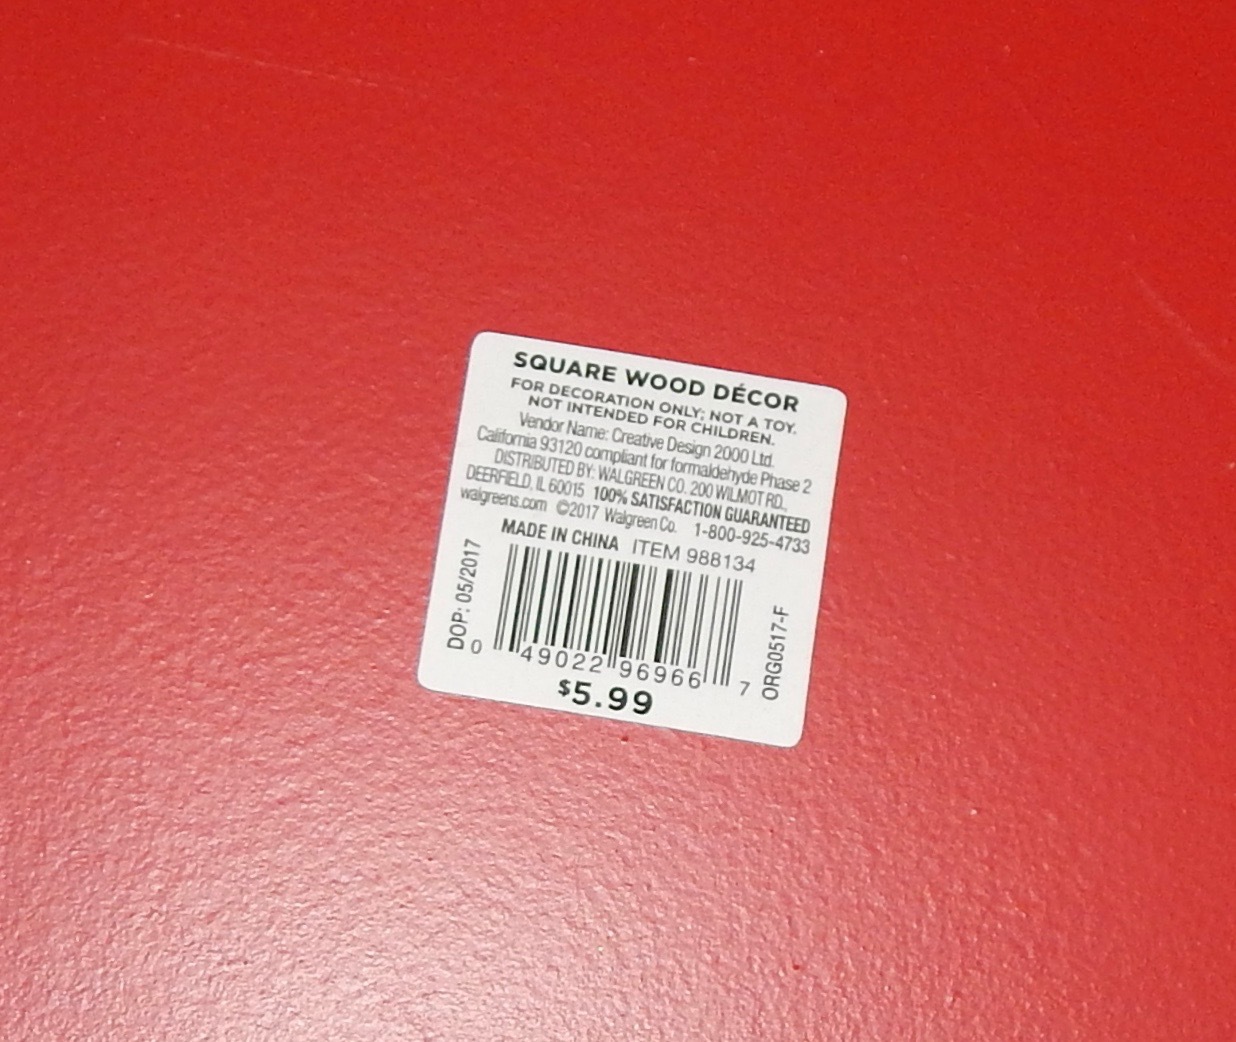 SQUARE WOOD DÉCOR
FOR DECORATION ONLY; NOT A TOY.
NOT INTENDED FOR CHILDREN.
Vendor Name: Creative Design 2000 Ltd.
California 93120 compliant for formaldehyde Phase 2
DISTRIBUTED BY: WALGREEN CO. 200 WILMOT RD.,
DEERFIELD, IL 60015 100% SATISFACTION GUARANTEED
walgreens.com ©2017 Walgreen Co. 1-800-925-4733
MADE IN CHINA ITEM 988134
DOP: 05/2017
0 49022 96966 7
ORG0517-F
$5.99